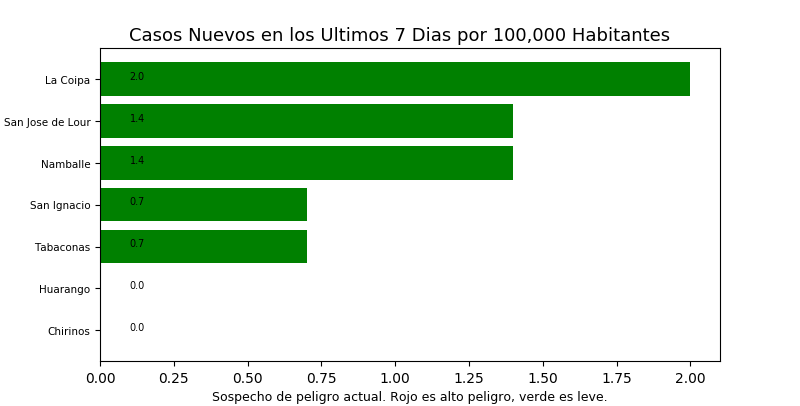 Casos Nuevos en los Ultimos 7 Dias por 100,000 Habitantes
La Coipa 2.0
San Jose de Lour 1.4
Namballe 1.4
San Ignacio 0.7
Tabaconas 0.7
Huarango 0.0
Chirinos 0.0
0.00 0.25 0.50 0.75 1.00 1.25 1.50 1.75 2.00
Sospecho de peligro actual. Rojo es alto peligro, verde es leve.